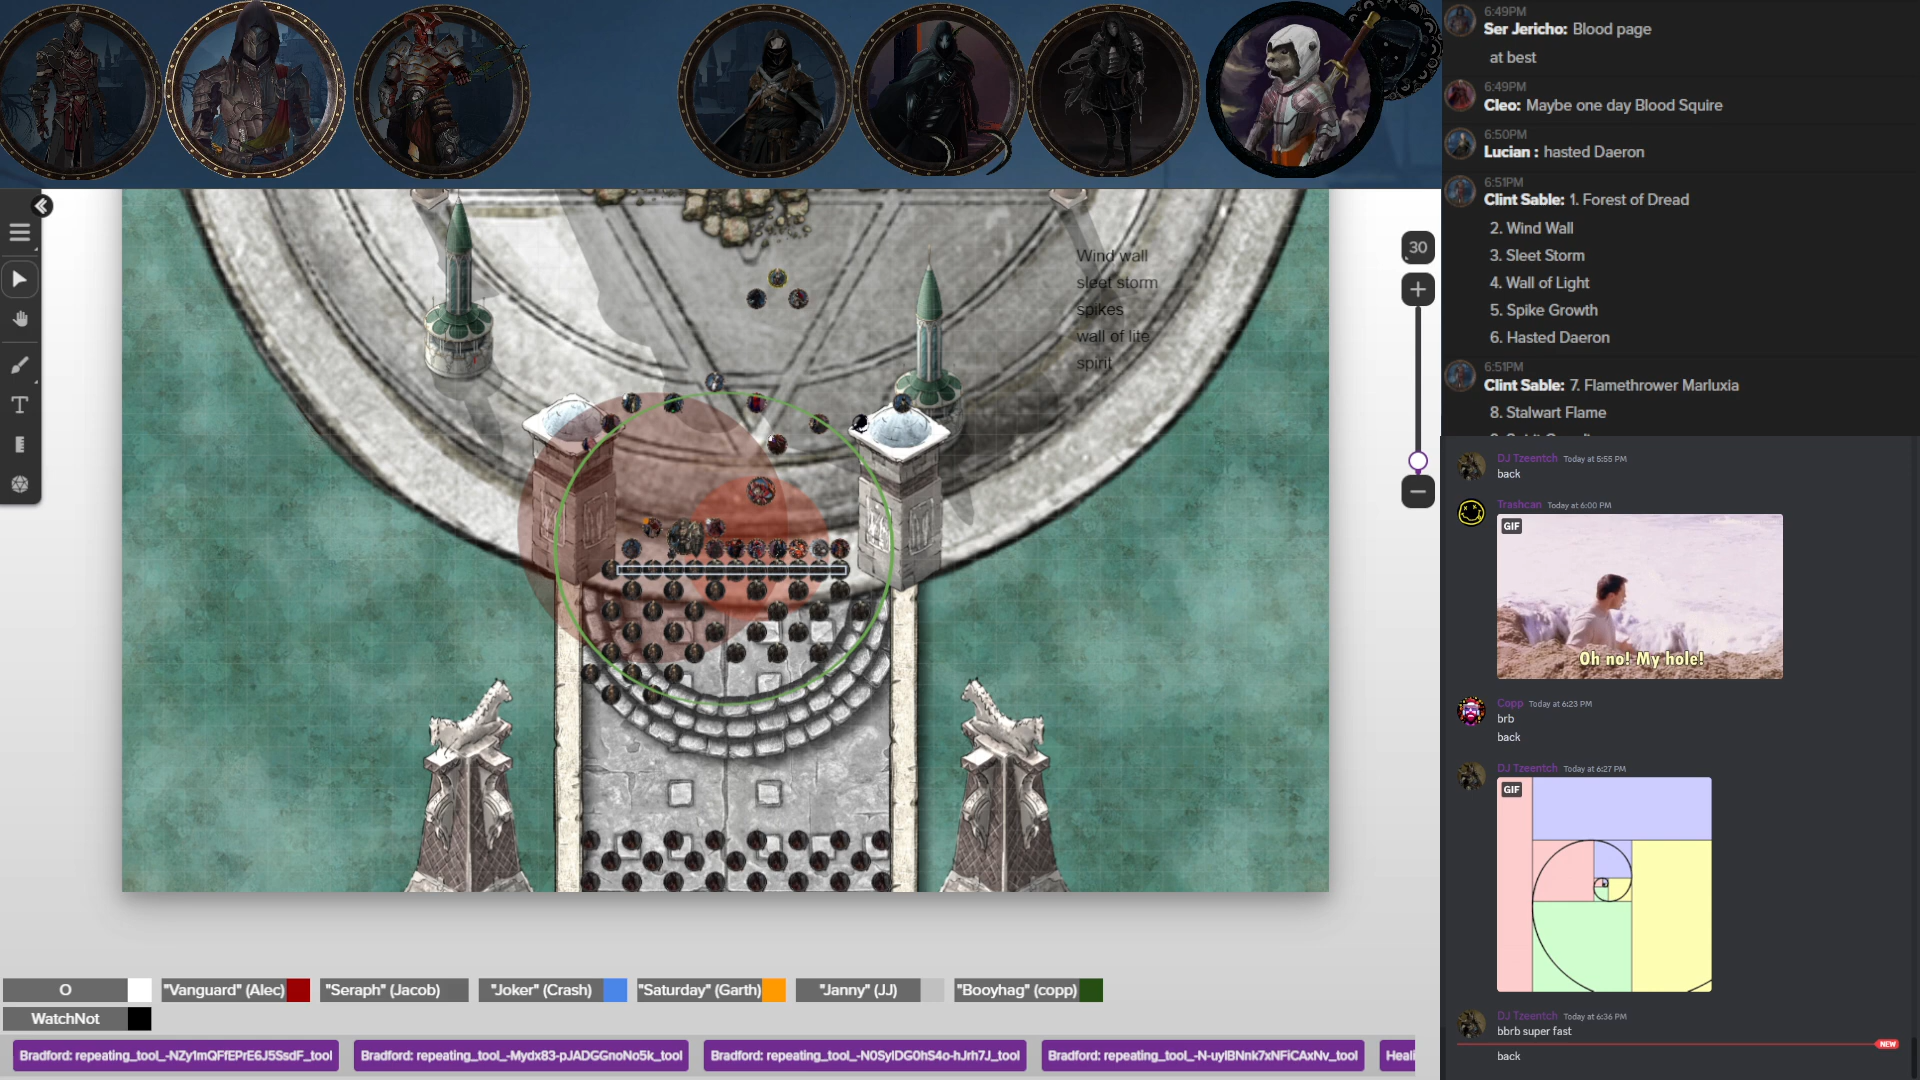 6:49PM
Ser Jericho: Blood page
at best
6:49PM
Cleo: Maybe one day Blood Squire
6:50PM
Lucian : hasted Daeron
6:51PM
Clint Sable: 1. Forest of Dread
2. Wind Wall
3. Sleet Storm
4. Wall of Light
5. Spike Growth
6. Hasted Daeron
6:51PM
Clint Sable: 7. Flamethrower Marluxia
8. Stalwart Flame
30
Wind wall
sleet storm
spikes
wall of lite
spirit
DJ Tzeentch Today at 5:55 PM
back
Trashcan Today at 6:00 PM
GIF
Oh no! My hole!
Copp Today at 6:23 PM
brb
back
DJ Tzeentch Today at 6:27 PM
GIF
DJ Tzeentch Today at 6:36 PM
bbrb super fast
NEW
back
O
"Vanguard" (Alec)
"Seraph" (Jacob)
"Joker" (Crash)
"Saturday" (Garth)
"Janny" (JJ)
"Booyhag" (copp)
WatchNot
Bradford: repeating_tool_-NZy1mQFfEPrE6J5SsdF_tool
Bradford: repeating_tool_-Mydx83-pJADGGnoNo5k_tool
Bradford: repeating_tool_-N0SylDG0hS4o-hJrh7J_tool
Bradford: repeating_tool_-N-uyIBNnk7xNFiCAxNv_tool
Heali